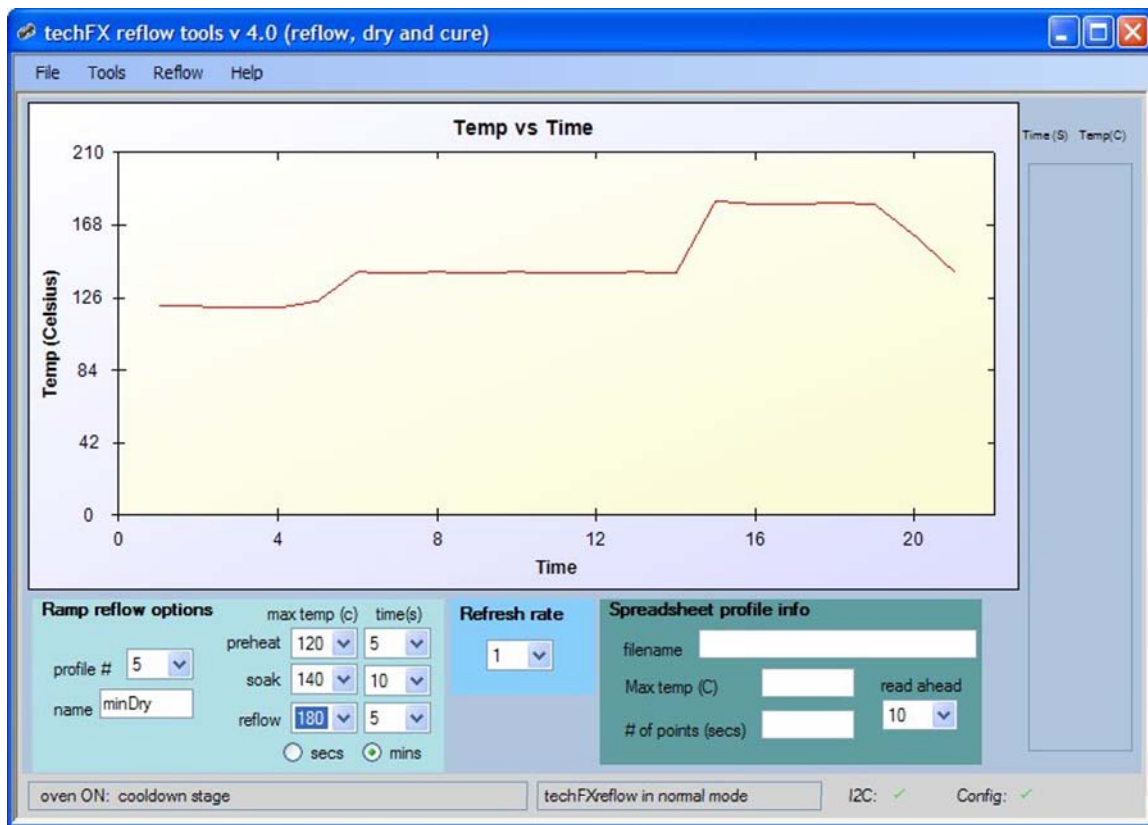 techFX reflow tools v 4.0 (reflow, dry and cure)
File Tools Reflow Help
Temp vs Time
Time (S) Temp(C)
210
168
126
84
42
0
Temp (Celsius)
0 4 8 12 16 20
Time
Ramp reflow options
max temp (c) time(s)
preheat 120 5
profile # 5
soak 140 10
name minDry
reflow 180 5
secs mins
Refresh rate
1
Spreadsheet profile info
filename
Max temp (C)
read ahead
10
# of points (secs)
oven ON: cooldown stage
techFXreflow in normal mode
I2C: ✓ Config: ✓